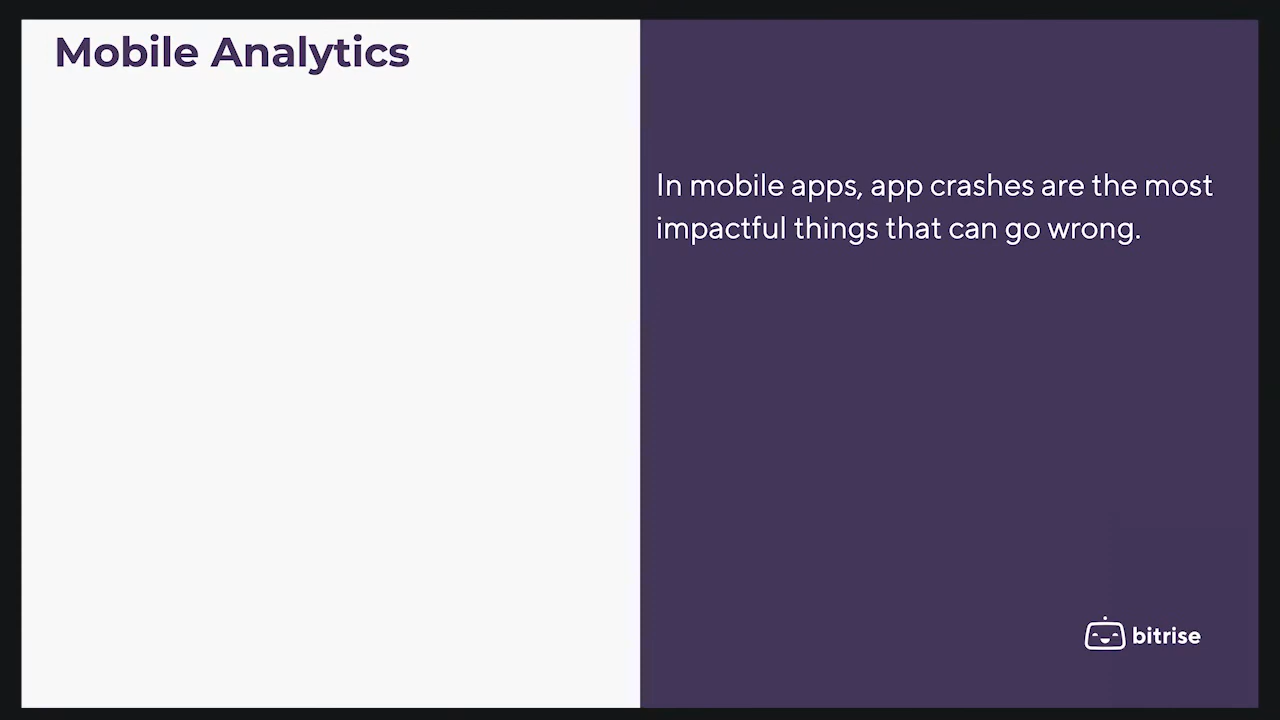 Mobile Analytics
In mobile apps, app crashes are the most
impactful things that can go wrong.
bitrise